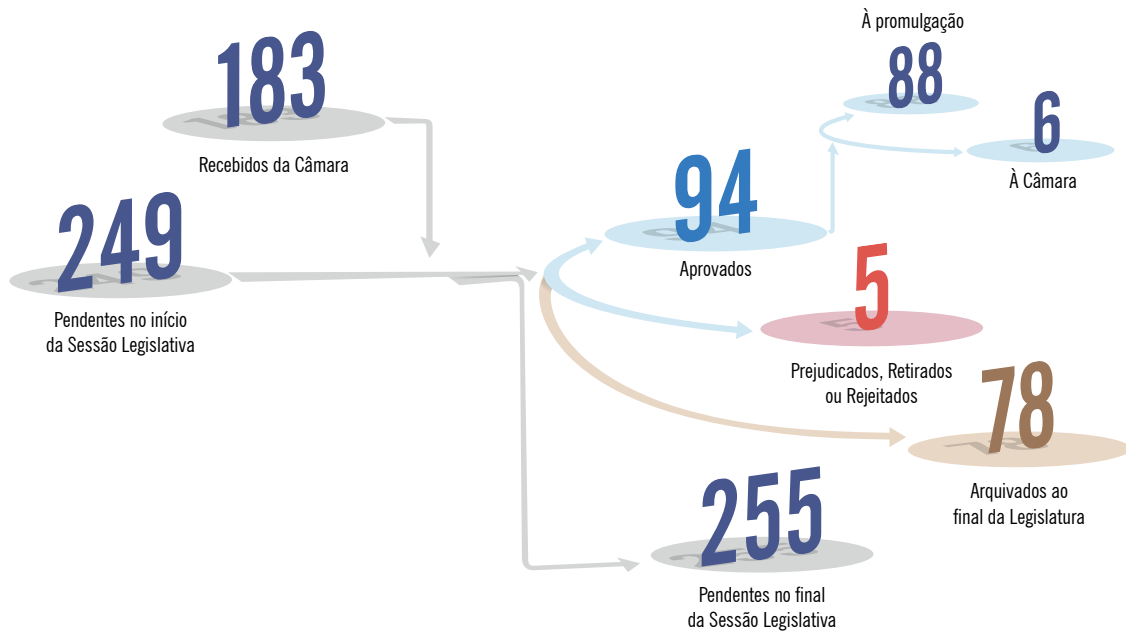 183
Recebidos da Câmara
249
Pendentes no início
da Sessão Legislativa
À promulgação
88
6
À Câmara
94
Aprovados
5
Prejudicados, Retirados
ou Rejeitados
78
Arquivados ao
final da Legislatura
255
Pendentes no final
da Sessão Legislativa